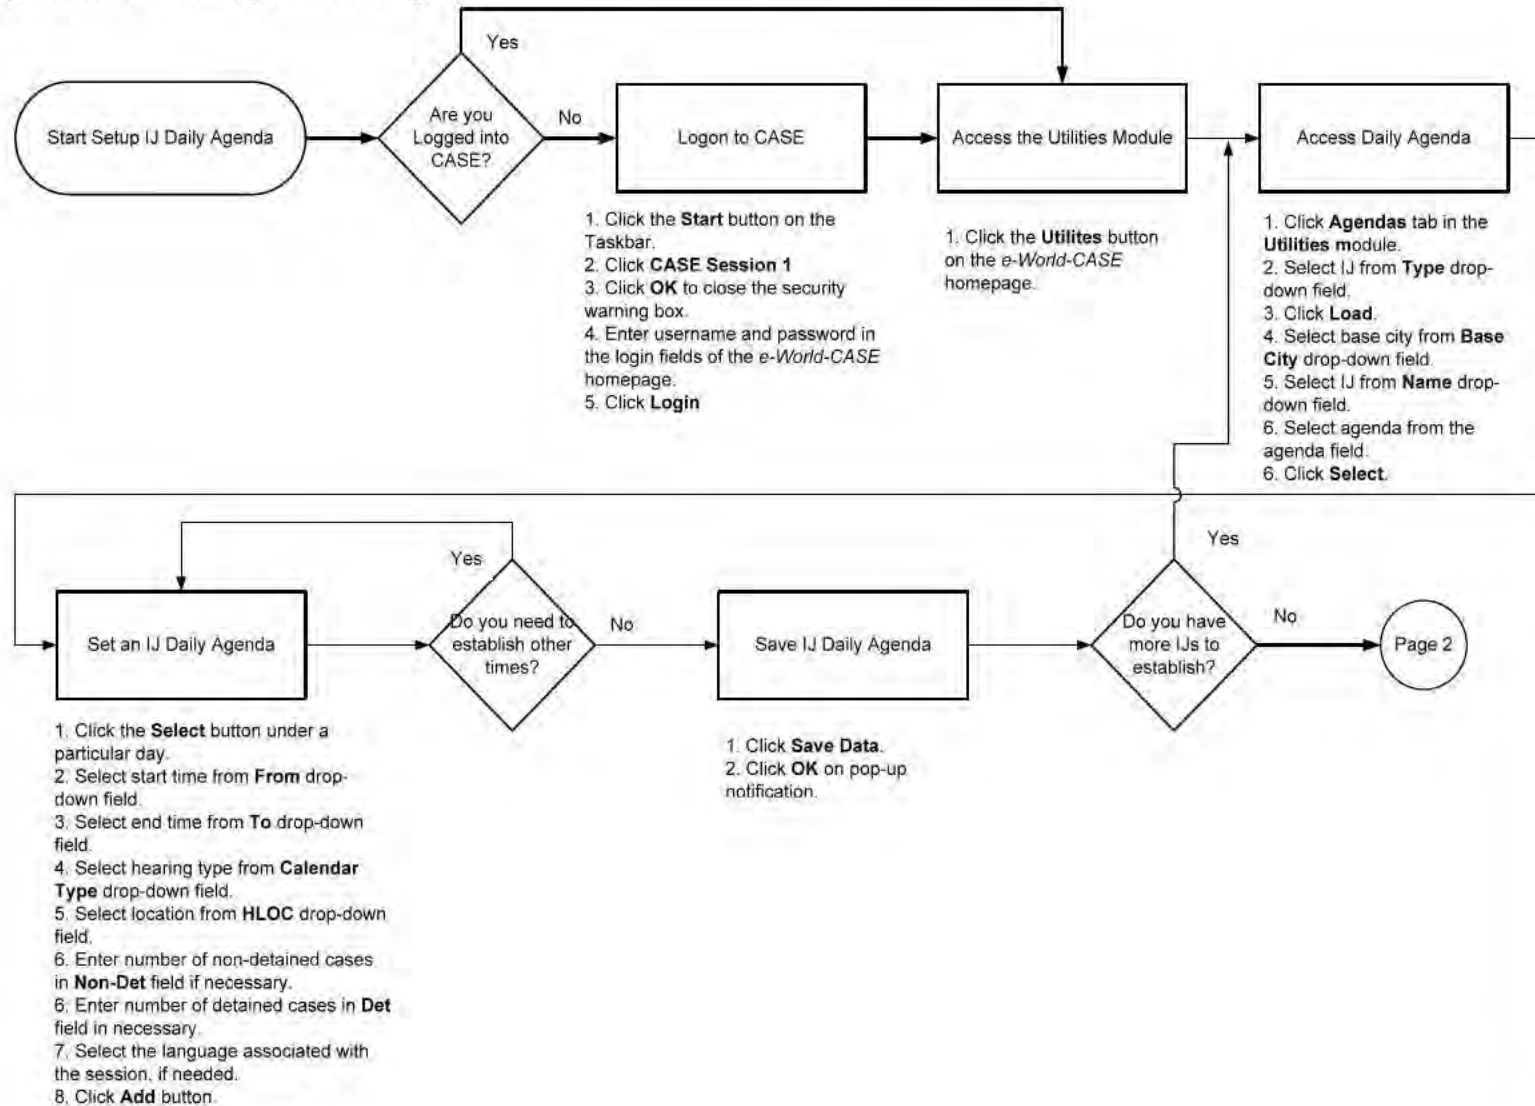 Yes
Start Setup IJ Daily Agenda
Are you
Logged into
CASE?
No
Logon to CASE
Access the Utilities Module
Access Daily Agenda
1. Click the Start button on the
Taskbar.
2. Click CASE Session 1
3. Click OK to close the security
warning box.
4. Enter username and password in
the login fields of the e-World-CASE
homepage.
5. Click Login
1. Click the Utilites button
on the e-World-CASE
homepage.
1. Click Agendas tab in the
Utilities module.
2. Select IJ from Type drop-
down field.
3. Click Load.
4. Select base city from Base
City drop-down field.
5. Select IJ from Name drop-
down field.
6. Select agenda from the
agenda field.
6. Click Select.
Yes
Set an IJ Daily Agenda
Do you need to
establish other
times?
No
Save IJ Daily Agenda
Yes
Do you have
more IJs to
establish?
No
Page 2
1. Click the Select button under a
particular day.
2. Select start time from From drop-
down field.
3. Select end time from To drop-down
field.
4. Select hearing type from Calendar
Type drop-down field.
5. Select location from HLOC drop-down
field.
6. Enter number of non-detained cases
in Non-Det field if necessary.
6. Enter number of detained cases in Det
field in necessary.
7. Select the language associated with
the session, if needed.
8. Click Add button
1. Click Save Data.
2. Click OK on pop-up
notification.